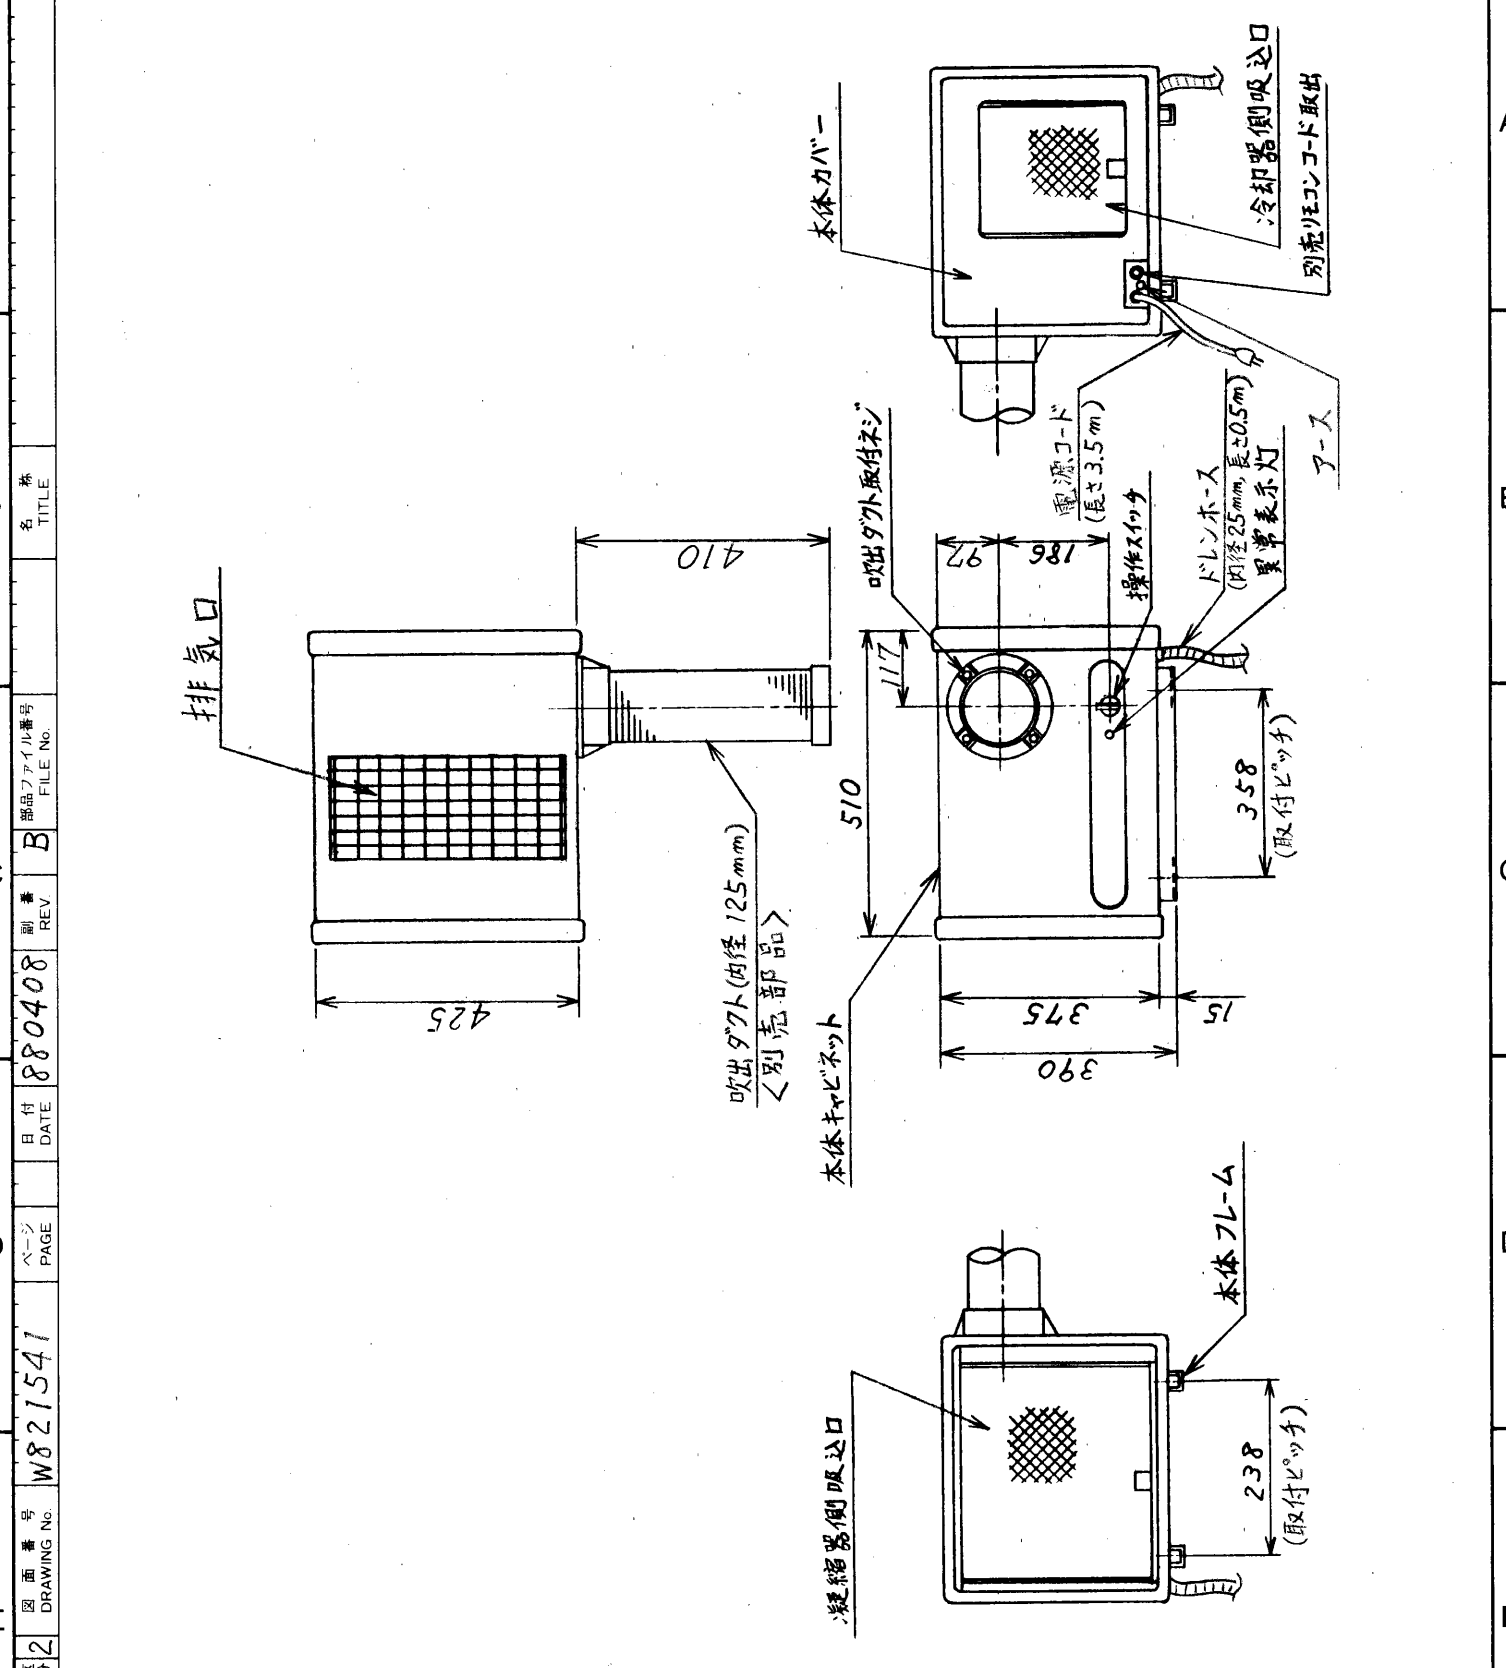 図面番号
DRAWING No.
W821541
ページ
PAGE
日付
DATE
880408
副番
REV.
B
部品ファイル番号
FILE No.
名称
TITLE
2
排気口
410
425
吹出ダクト(内径125mm)
<別売部品>
本体カバー
冷却器側吸込口
別売リモコンコード取出
アース
電源コード
(長さ3.5m)
吹出ダクト取付ネジ
97
186
操作スイッチ
ドレンホース
(内径25mm,長さ0.5m)
異常表示灯
117
510
358
(取付ピッチ)
本体キャビネット
375
15
390
凝縮器側吸込口
本体フレーム
238
(取付ピッチ)